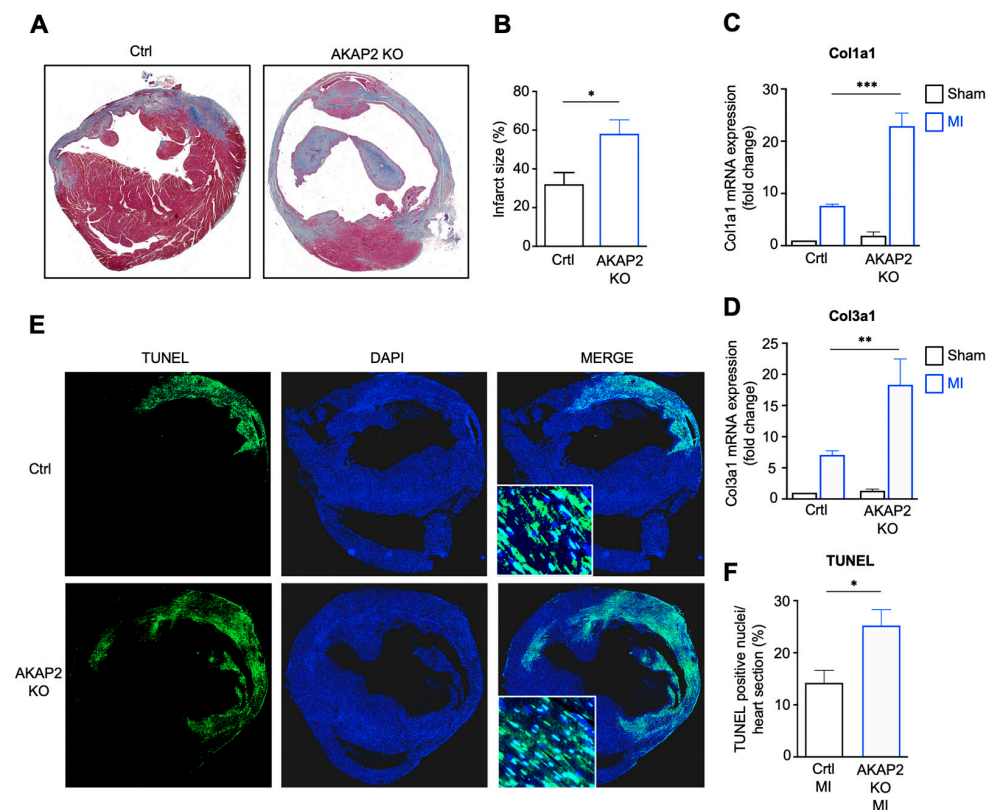 A
Ctrl
AKAP2 KO
B
*
Infarct size (%)
80
60
40
20
0
Crtl
AKAP2
KO
C
Col1a1
***
Sham
MI
Col1a1 mRNA expression
(fold change)
30
20
10
0
Ctrl
AKAP2
KO
D
Col3a1
**
Sham
MI
Col3a1 mRNA expression
(fold change)
25
20
15
10
5
0
Crtl
AKAP2
KO
E
TUNEL
DAPI
MERGE
Ctrl
AKAP2
KO
F
TUNEL
*
TUNEL positive nuclei/
heart section (%)
30
20
10
0
Crtl
MI
AKAP2
KO
MI